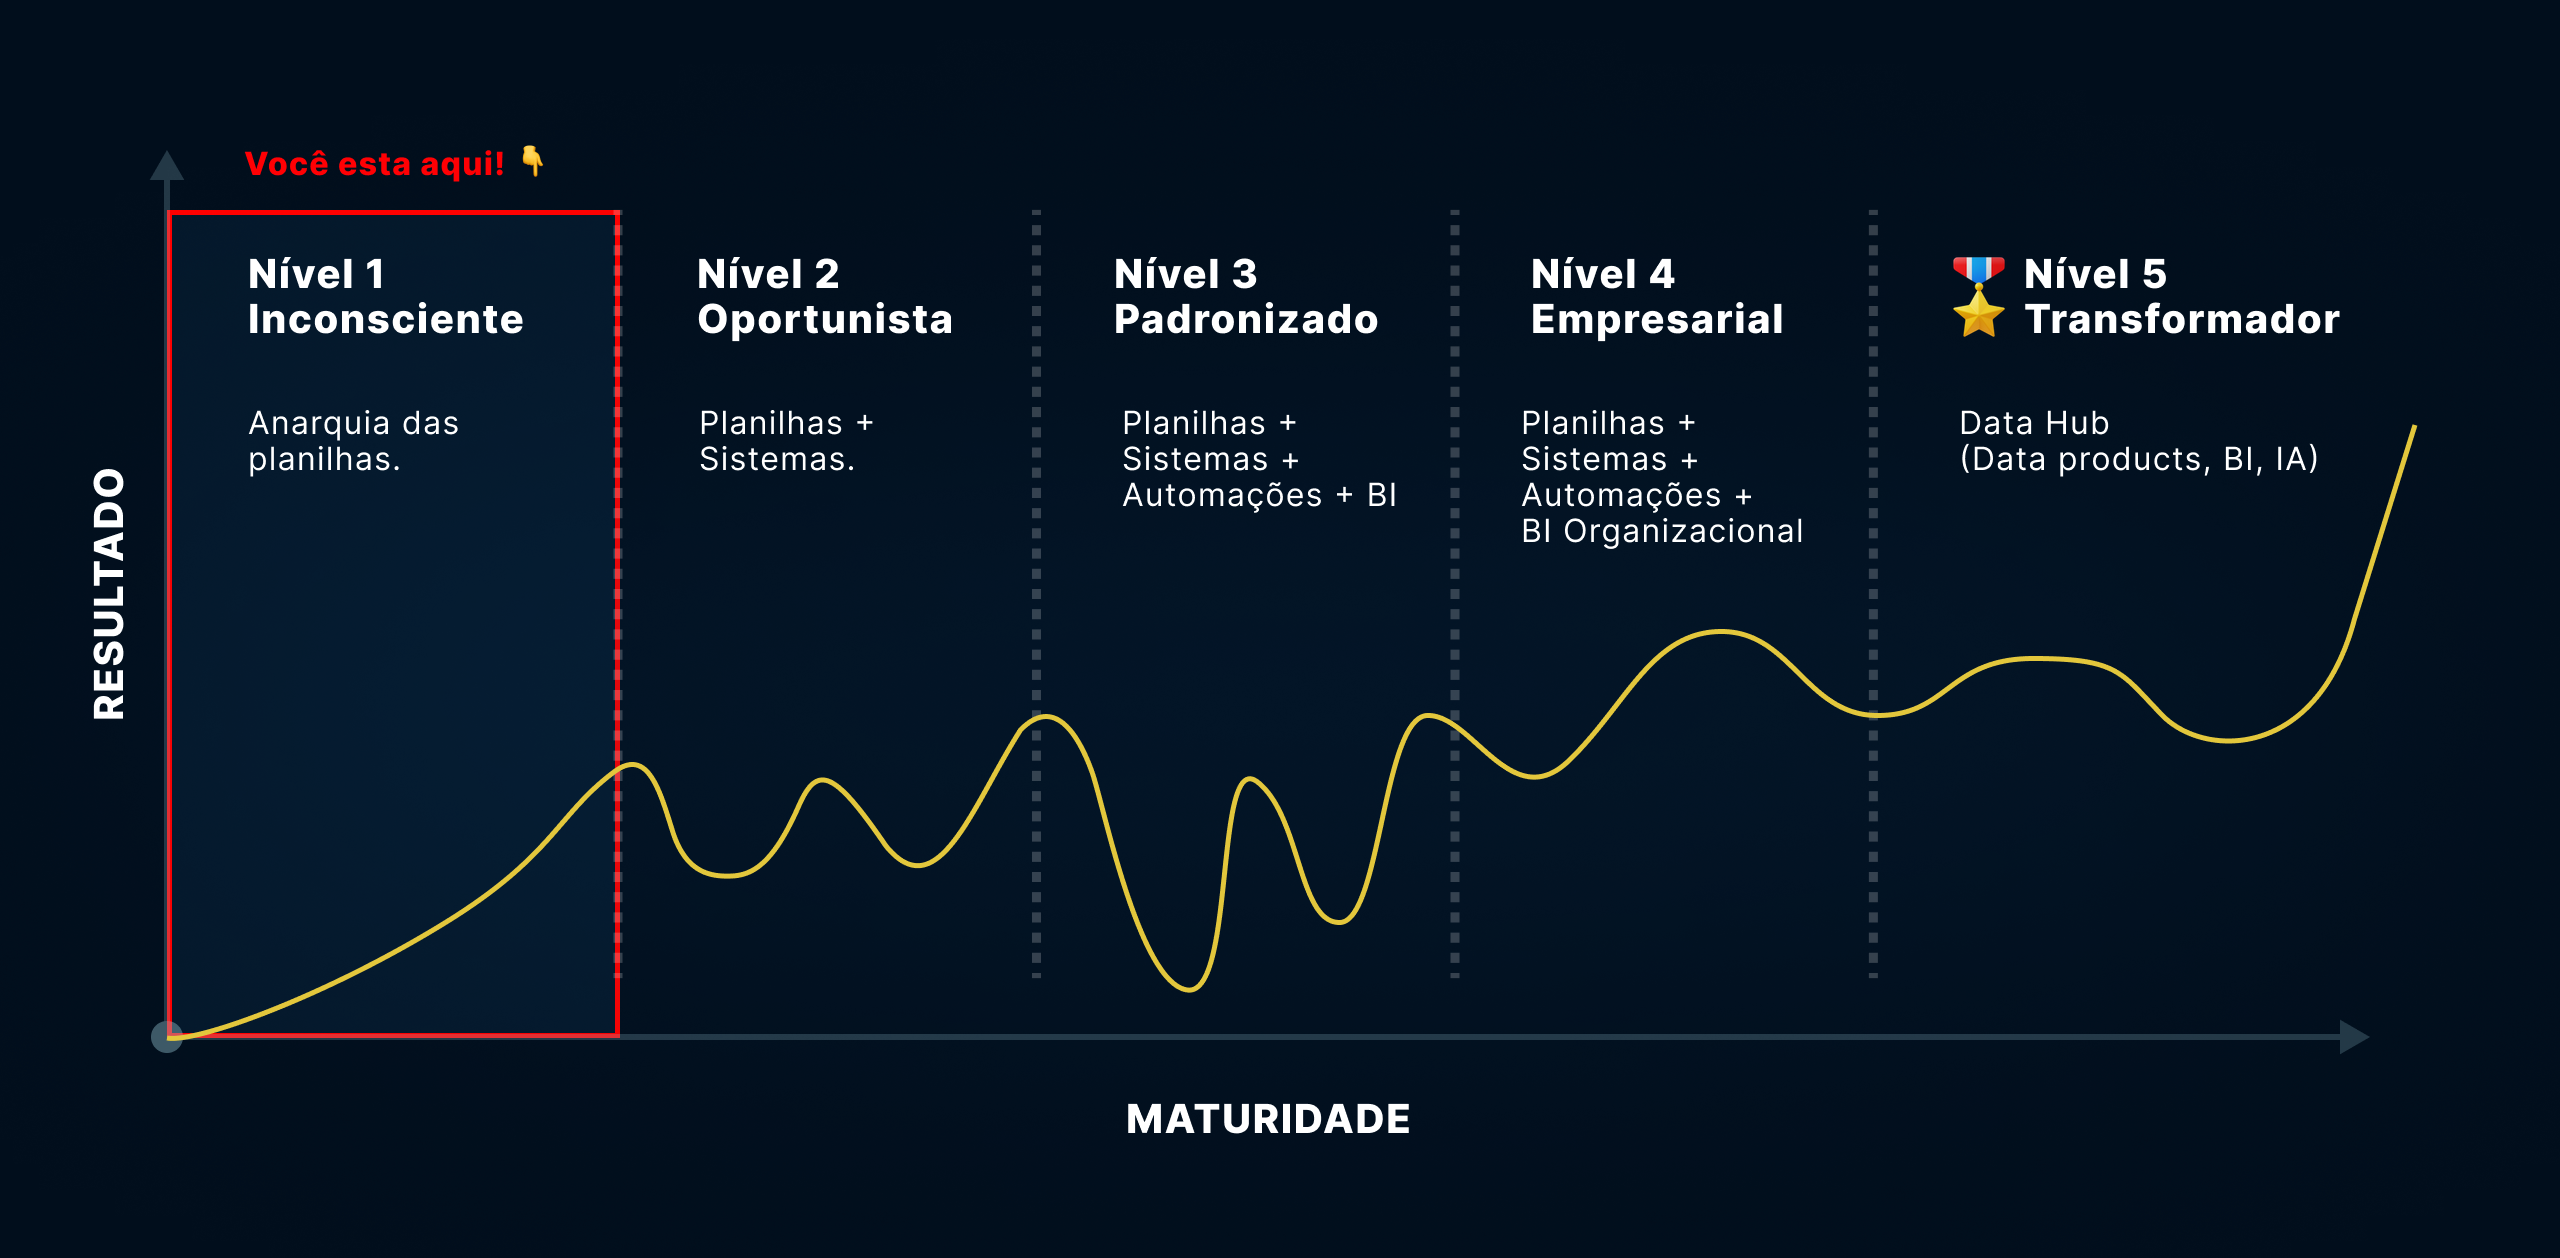 Você esta aqui! 👇
Nível 1
Inconsciente
Anarquia das
planilhas.
Nível 2
Oportunista
Planilhas +
Sistemas.
Nível 3
Padronizado
Planilhas +
Sistemas +
Automações + BI
Nível 4
Empresarial
Planilhas +
Sistemas +
Automações +
BI Organizacional
Nível 5
Transformador
Data Hub
(Data products, BI, IA)
RESULTADO
MATURIDADE